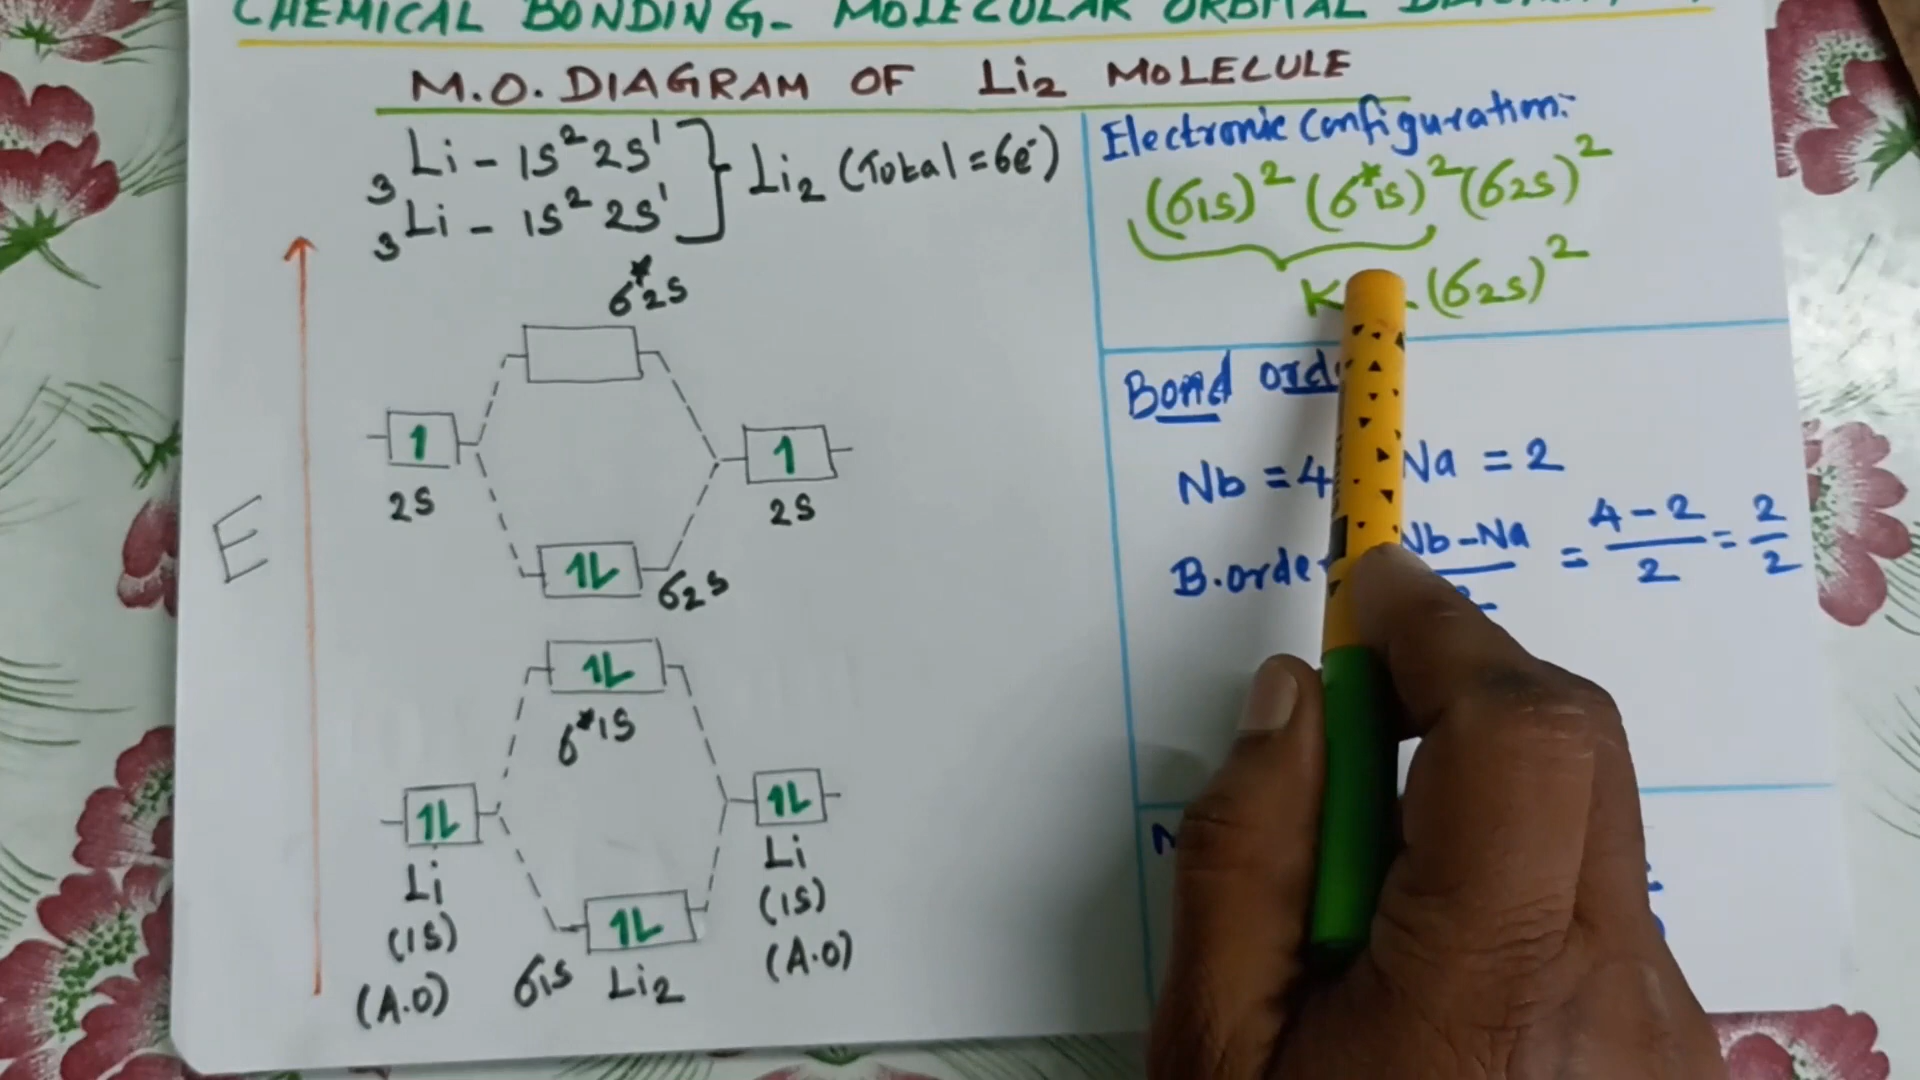 CHEMICAL BONDING- MOLECULAR ORBITAL
M.O. DIAGRAM OF Li₂ MOLECULE
₃Li - 1S² 2S¹
₃Li - 1S² 2S¹
Li₂ (Total = 6e⁻)
σ*2S
1
1
2S
2S
E
1L
σ2S
1L
σ*1S
1L
1L
Li
Li
(1S)
(1S)
(A.O)
(A.O)
1L
σ1S
Li₂
Electronic Configuration:-
(σ1S)² (σ*1S)² (σ2S)²
K (σ2S)²
Bond
Nb = 4 Na = 2
B.order Nb-Na/2 = 4-2/2 = 2/2